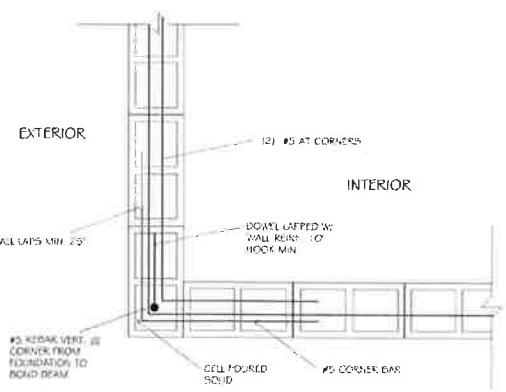 EXTERIOR
(2) #5 AT CORNERS
INTERIOR
ALL LAPS MIN. 25"
DOWEL LAPPED W/
WALL REINF. 10"
HOOK MIN
#5 REBAR VERT. @
CORNER FROM
FOUNDATION TO
BOND BEAM
CELL POURED
SOLID
#5 CORNER BAR